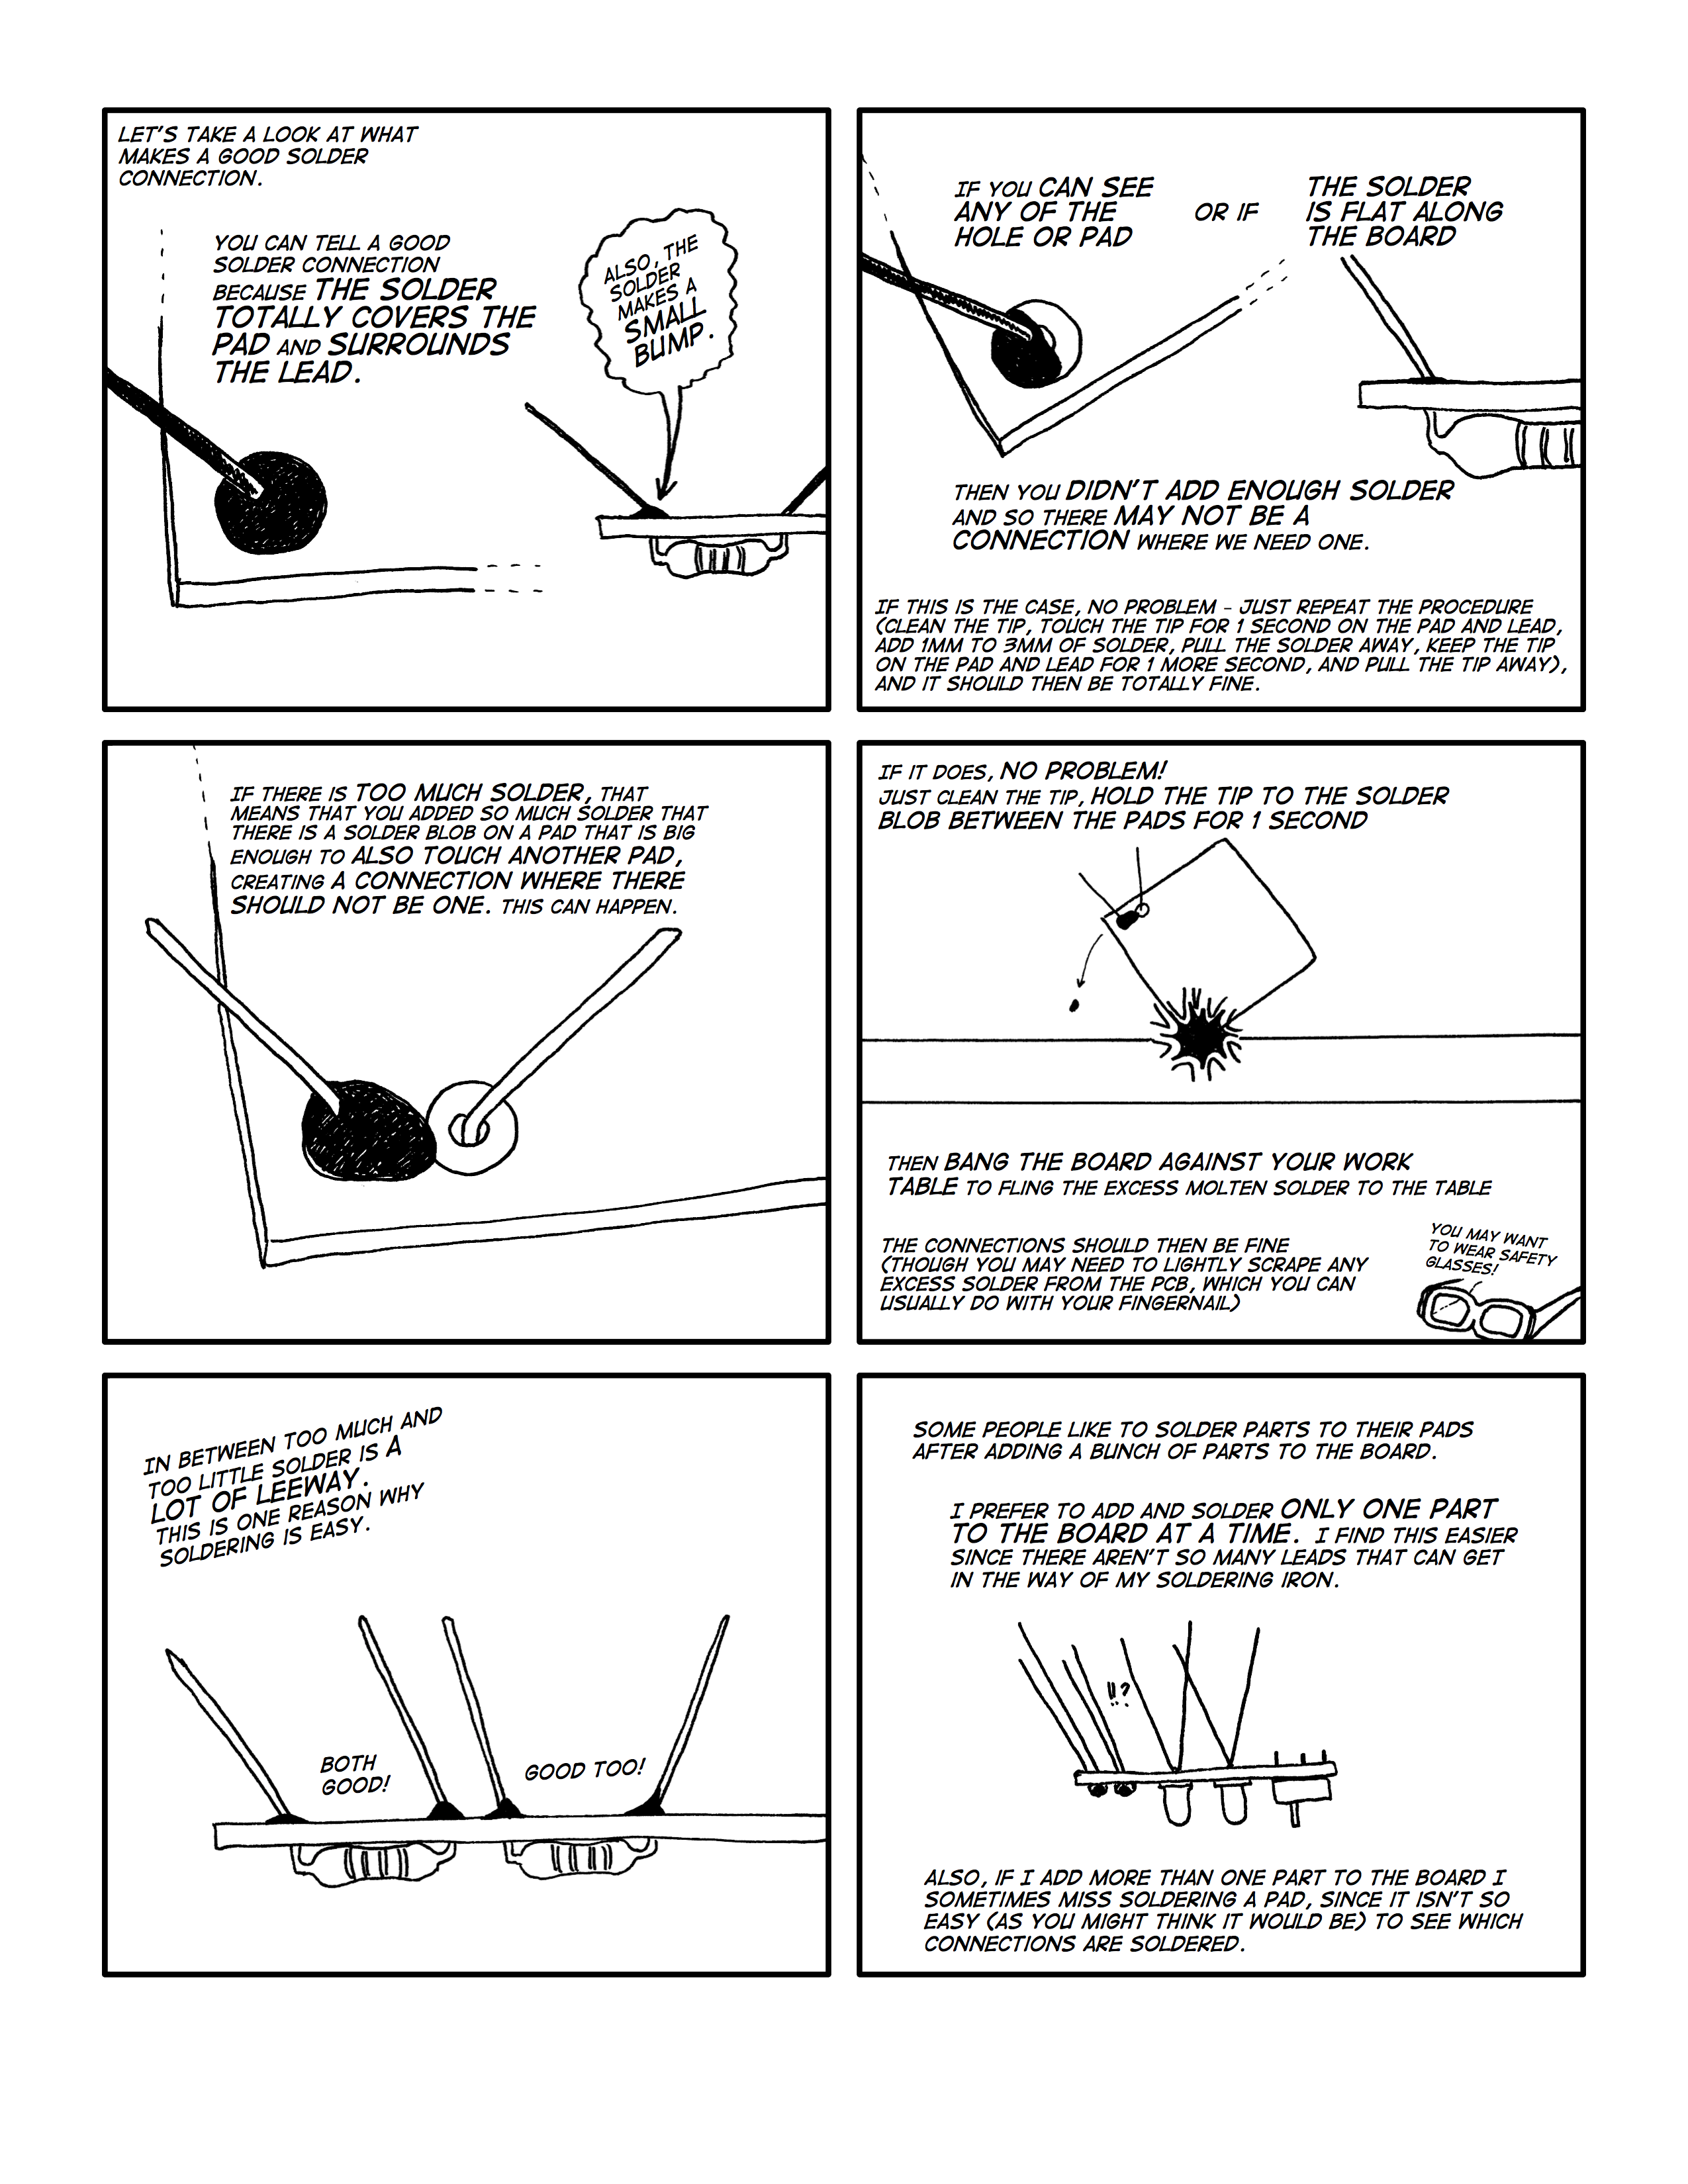 LET'S TAKE A LOOK AT WHAT
MAKES A GOOD SOLDER
CONNECTION.
YOU CAN TELL A GOOD
SOLDER CONNECTION
BECAUSE THE SOLDER
TOTALLY COVERS THE
PAD AND SURROUNDS
THE LEAD.
ALSO, THE
SOLDER
MAKES A
SMALL
BUMP.
IF YOU CAN SEE
ANY OF THE
HOLE OR PAD
OR IF
THE SOLDER
IS FLAT ALONG
THE BOARD
THEN YOU DIDN'T ADD ENOUGH SOLDER
AND SO THERE MAY NOT BE A
CONNECTION WHERE WE NEED ONE.
IF THIS IS THE CASE, NO PROBLEM - JUST REPEAT THE PROCEDURE
(CLEAN THE TIP, TOUCH THE TIP FOR 1 SECOND ON THE PAD AND LEAD,
ADD 1MM TO 3MM OF SOLDER, PULL THE SOLDER AWAY, KEEP THE TIP
ON THE PAD AND LEAD FOR 1 MORE SECOND, AND PULL THE TIP AWAY),
AND IT SHOULD THEN BE TOTALLY FINE.
IF THERE IS TOO MUCH SOLDER, THAT
MEANS THAT YOU ADDED SO MUCH SOLDER THAT
THERE IS A SOLDER BLOB ON A PAD THAT IS BIG
ENOUGH TO ALSO TOUCH ANOTHER PAD,
CREATING A CONNECTION WHERE THERE
SHOULD NOT BE ONE. THIS CAN HAPPEN.
IF IT DOES, NO PROBLEM!
JUST CLEAN THE TIP, HOLD THE TIP TO THE SOLDER
BLOB BETWEEN THE PADS FOR 1 SECOND
THEN BANG THE BOARD AGAINST YOUR WORK
TABLE TO FLING THE EXCESS MOLTEN SOLDER TO THE TABLE
THE CONNECTIONS SHOULD THEN BE FINE
(THOUGH YOU MAY NEED TO LIGHTLY SCRAPE ANY
EXCESS SOLDER FROM THE PCB, WHICH YOU CAN
USUALLY DO WITH YOUR FINGERNAIL)
YOU MAY WANT
TO WEAR SAFETY
GLASSES!
IN BETWEEN TOO MUCH AND
TOO LITTLE SOLDER IS A
LOT OF LEEWAY.
THIS IS ONE REASON WHY
SOLDERING IS EASY.
BOTH
GOOD!
GOOD TOO!
SOME PEOPLE LIKE TO SOLDER PARTS TO THEIR PADS
AFTER ADDING A BUNCH OF PARTS TO THE BOARD.
I PREFER TO ADD AND SOLDER ONLY ONE PART
TO THE BOARD AT A TIME. I FIND THIS EASIER
SINCE THERE AREN'T SO MANY LEADS THAT CAN GET
IN THE WAY OF MY SOLDERING IRON.
!!?
ALSO, IF I ADD MORE THAN ONE PART TO THE BOARD I
SOMETIMES MISS SOLDERING A PAD, SINCE IT ISN'T SO
EASY (AS YOU MIGHT THINK IT WOULD BE) TO SEE WHICH
CONNECTIONS ARE SOLDERED.